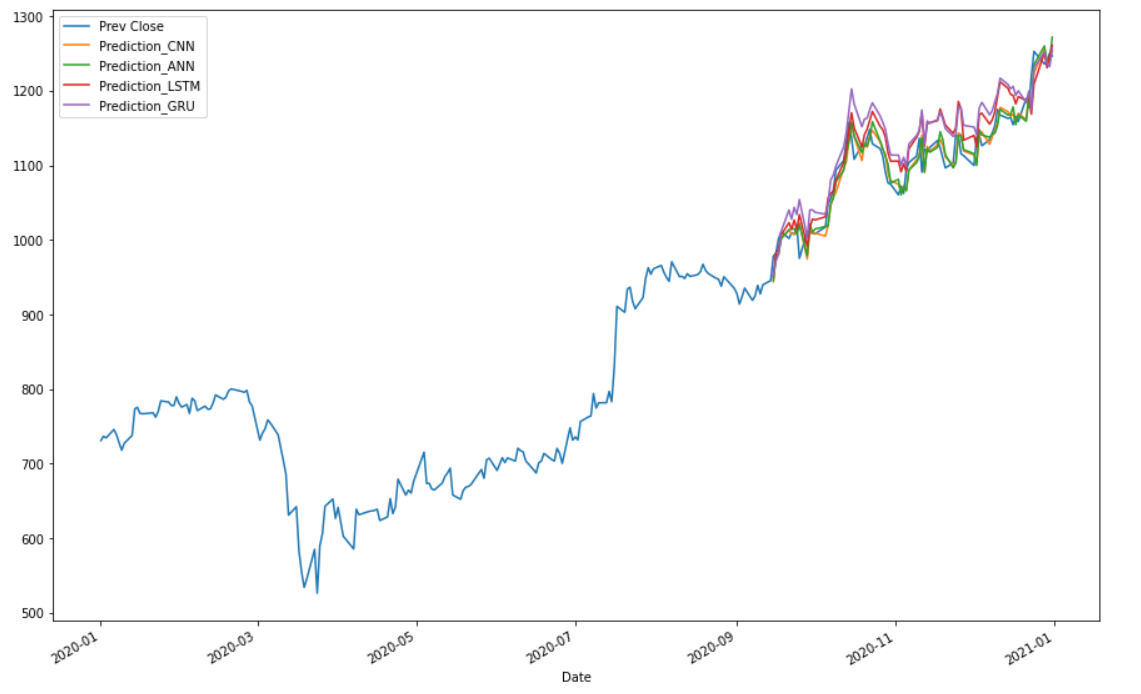 1300
1200
1100
1000
900
800
700
600
500
Prev Close
Prediction_CNN
Prediction_ANN
Prediction_LSTM
Prediction_GRU
2020-01
2020-03
2020-05
2020-07
2020-09
2020-11
2021-01
Date